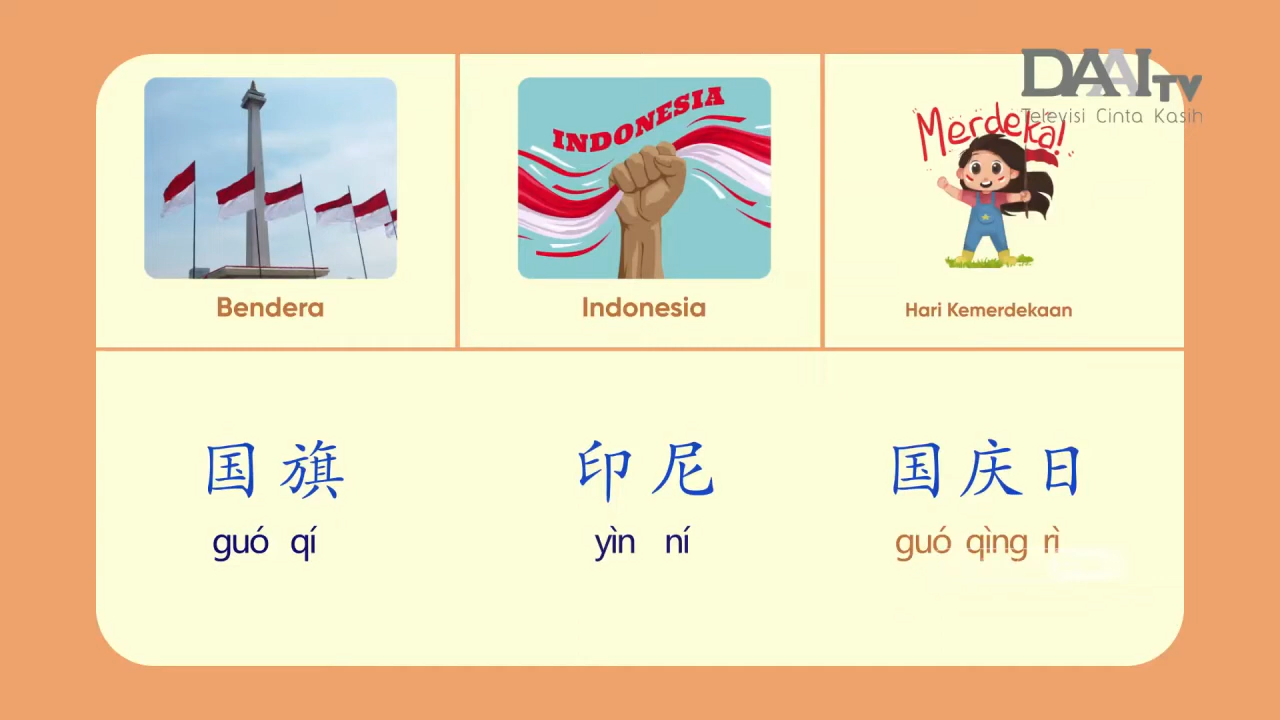 DAAI TV
Televisi Cinta Kasih
INDONESIA
Merdeka!
Bendera
Indonesia
Hari Kemerdekaan
国旗
印尼
国庆日
guó qí
yìn ní
guó qìng rì